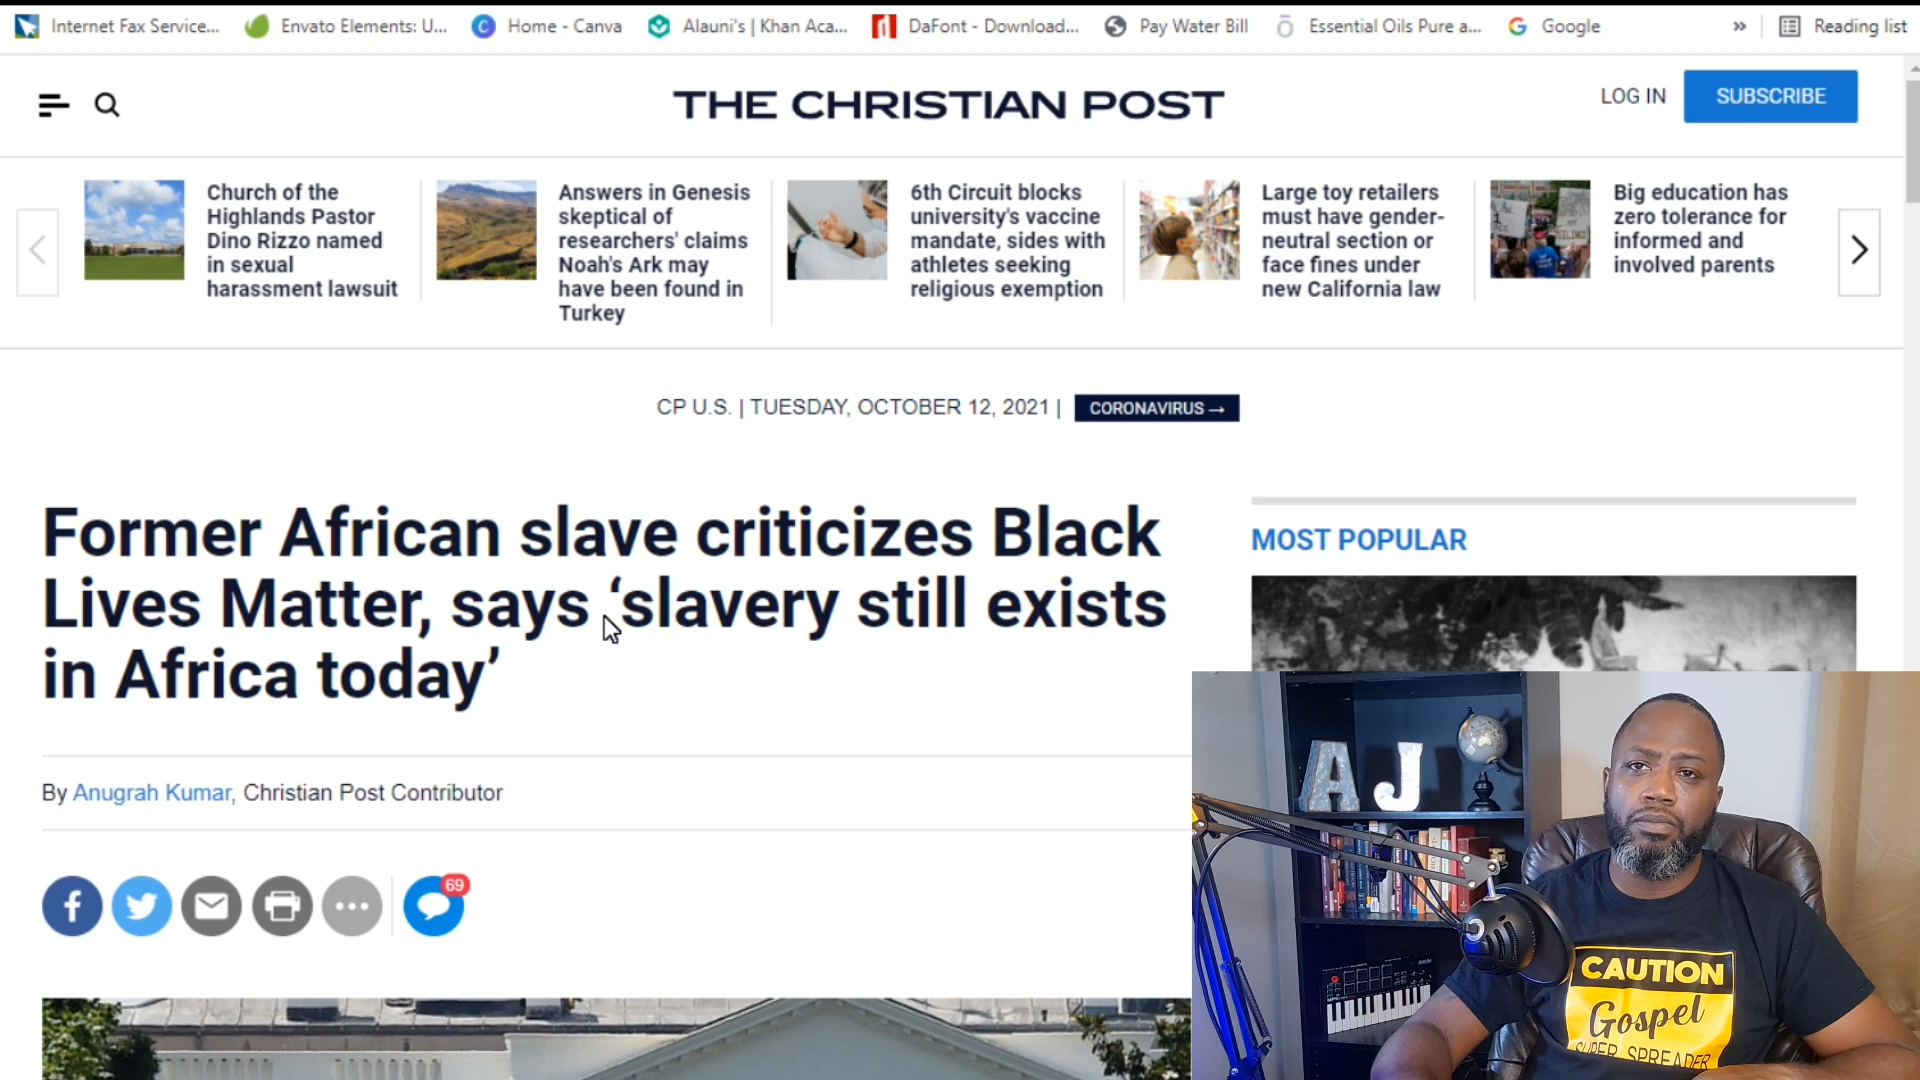 Internet Fax Service...
Envato Elements: U...
Home - Canva
Alauni's | Khan Aca...
DaFont - Download...
Pay Water Bill
Essential Oils Pure a...
Google
»
Reading list
THE CHRISTIAN POST
LOG IN
SUBSCRIBE
Church of the
Highlands Pastor
Dino Rizzo named
in sexual
harassment lawsuit
Answers in Genesis
skeptical of
researchers' claims
Noah's Ark may
have been found in
Turkey
6th Circuit blocks
university's vaccine
mandate, sides with
athletes seeking
religious exemption
Large toy retailers
must have gender-
neutral section or
face fines under
new California law
Big education has
zero tolerance for
informed and
involved parents
CP U.S. | TUESDAY, OCTOBER 12, 2021 |
CORONAVIRUS →
Former African slave criticizes Black
Lives Matter, says ‘slavery still exists
in Africa today’
MOST POPULAR
By Anugrah Kumar, Christian Post Contributor
69
A J
CAUTION
Gospel
SUPER SPREADER